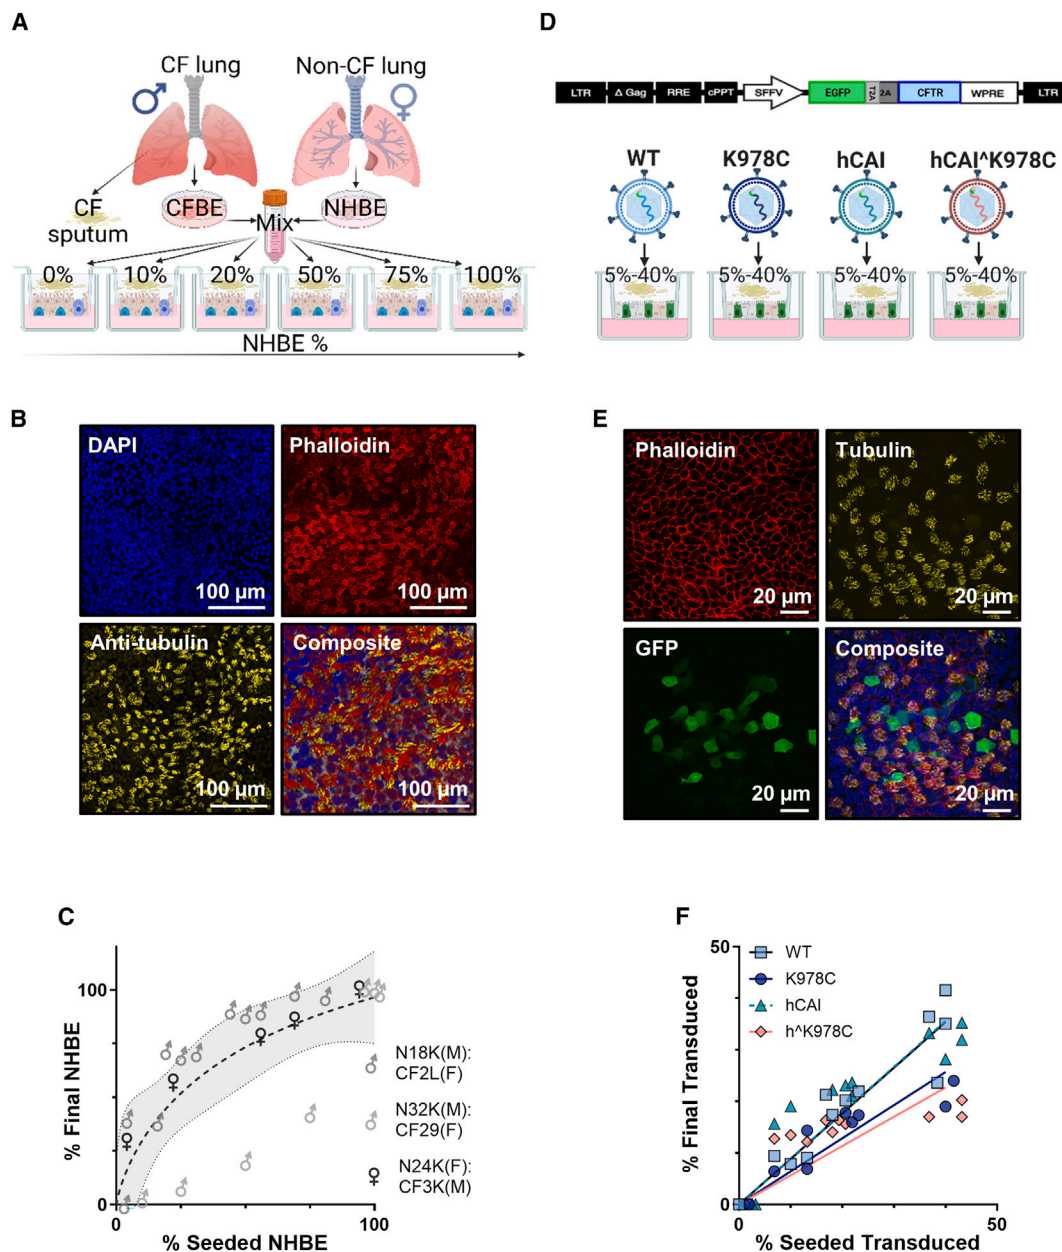 A
CF lung
Non-CF lung
CF
sputum
CFBE
Mix
NHBE
0%
10%
20%
50%
75%
100%
NHBE %
D
LTR
Δ Gag
RRE
cPPT
SFFV
EGFP
T2A
2A
CFTR
WPRE
LTR
WT
K978C
hCAI
hCAI^K978C
5%-40%
5%-40%
5%-40%
5%-40%
B
DAPI
Phalloidin
100 µm
100 µm
Anti-tubulin
Composite
100 µm
100 µm
E
Phalloidin
Tubulin
20 µm
20 µm
GFP
Composite
20 µm
20 µm
C
% Final NHBE
100
0
0
100
% Seeded NHBE
N18K(M):
CF2L(F)
N32K(M):
CF29(F)
N24K(F):
CF3K(M)
F
% Final Transduced
50
0
0
50
% Seeded Transduced
WT
K978C
hCAI
h^K978C